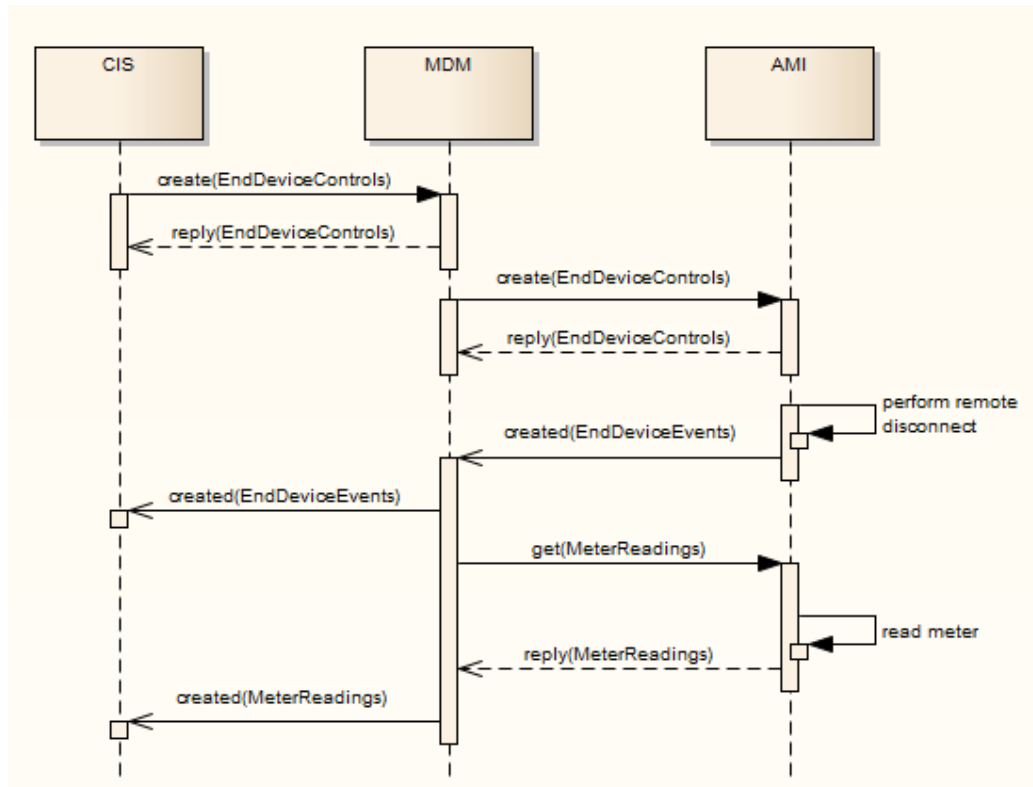 CIS
MDM
AMI
create(EndDeviceControls)
reply(EndDeviceControls)
create(EndDeviceControls)
reply(EndDeviceControls)
perform remote
disconnect
created(EndDeviceEvents)
created(EndDeviceEvents)
get(MeterReadings)
read meter
reply(MeterReadings)
created(MeterReadings)